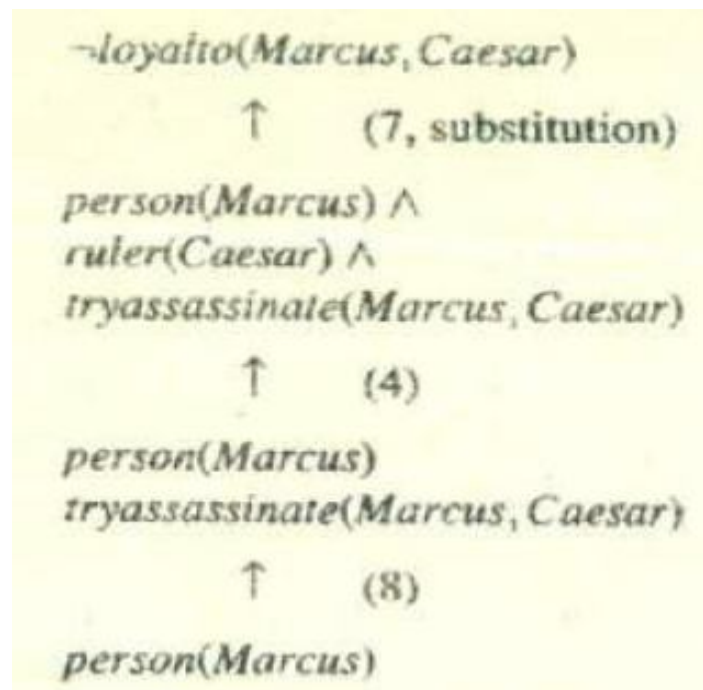 ¬loyalto(Marcus, Caesar)
↑ (7, substitution)
person(Marcus) ∧
ruler(Caesar) ∧
tryassassinate(Marcus, Caesar)
↑ (4)
person(Marcus)
tryassassinate(Marcus, Caesar)
↑ (8)
person(Marcus)